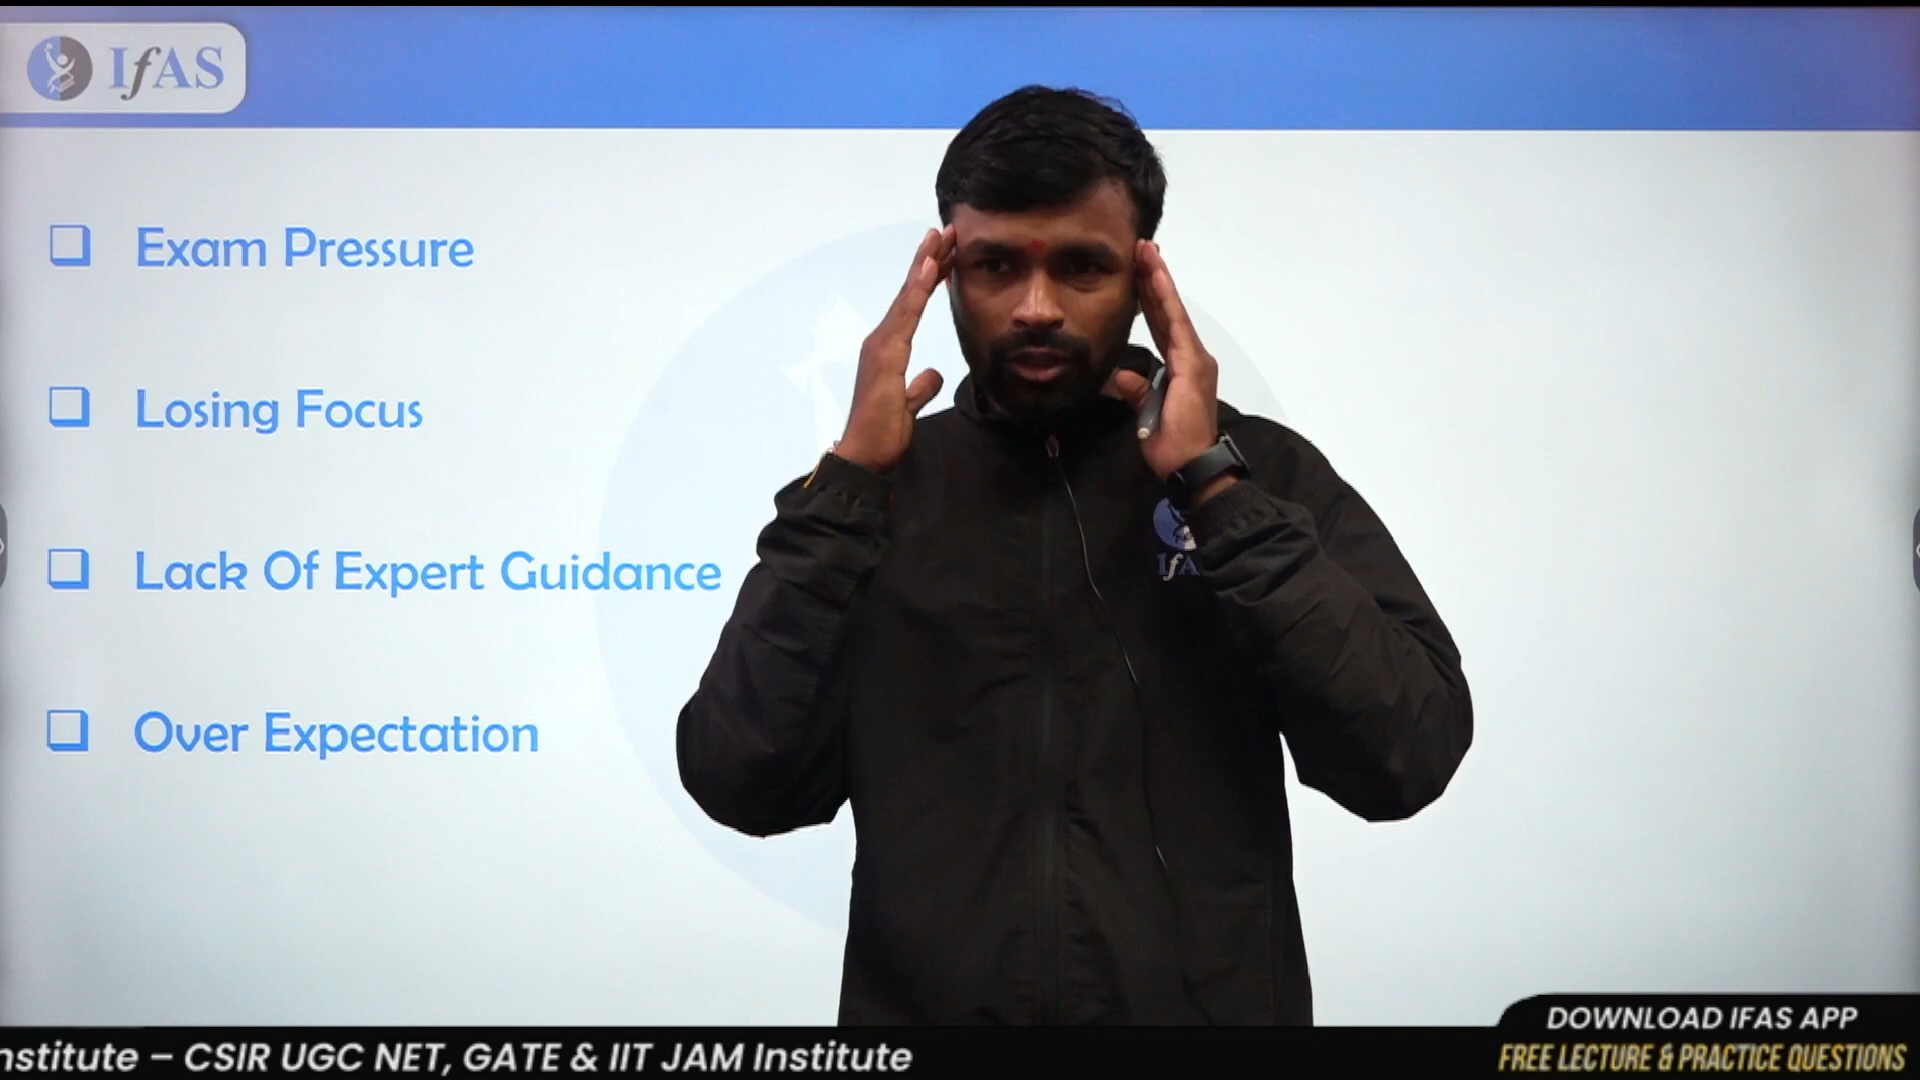 IfAS
Exam Pressure
Losing Focus
Lack Of Expert Guidance
Over Expectation
IfA
nstitute – CSIR UGC NET, GATE & IIT JAM Institute
DOWNLOAD IFAS APP
FREE LECTURE & PRACTICE QUESTIONS